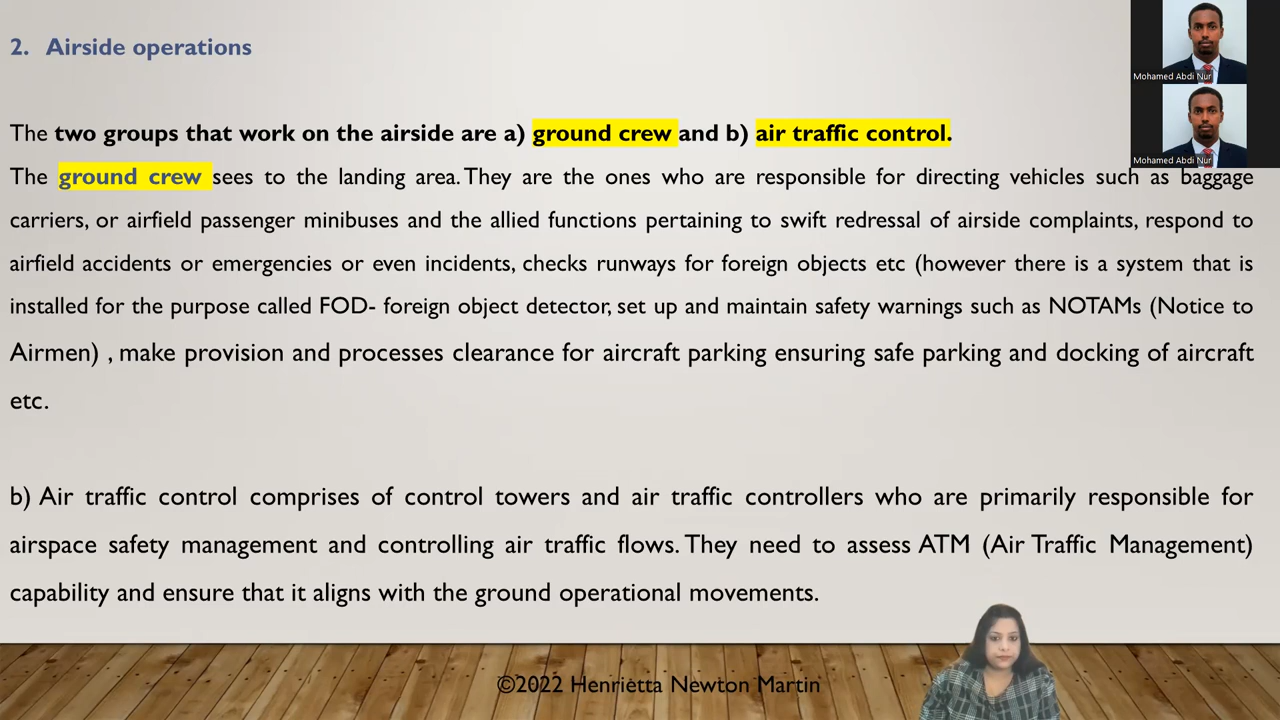 2. Airside operations
Mohamed Abdi Nur
The two groups that work on the airside are a) ground crew and b) air traffic control.
Mohamed Abdi Nur
The ground crew sees to the landing area. They are the ones who are responsible for directing vehicles such as baggage
carriers, or airfield passenger minibuses and the allied functions pertaining to swift redressal of airside complaints, respond to
airfield accidents or emergencies or even incidents, checks runways for foreign objects etc (however there is a system that is
installed for the purpose called FOD- foreign object detector, set up and maintain safety warnings such as NOTAMs (Notice to
Airmen) , make provision and processes clearance for aircraft parking ensuring safe parking and docking of aircraft
etc.
b) Air traffic control comprises of control towers and air traffic controllers who are primarily responsible for
airspace safety management and controlling air traffic flows. They need to assess ATM (Air Traffic Management)
capability and ensure that it aligns with the ground operational movements.
©2022 Henrietta Newton Martin